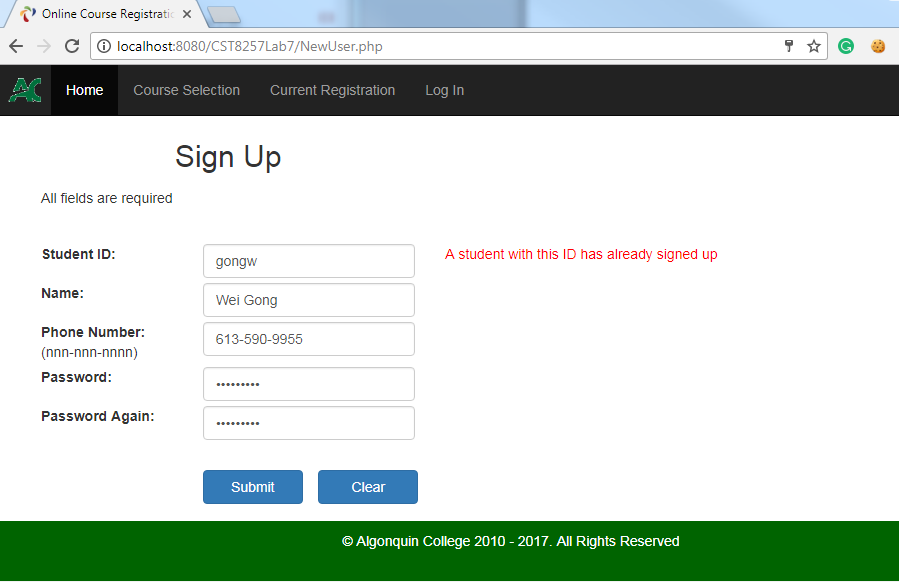 Online Course Registratio
localhost:8080/CST8257Lab7/NewUser.php
AC Home Course Selection Current Registration Log In
Sign Up
All fields are required
Student ID: gongw A student with this ID has already signed up
Name: Wei Gong
Phone Number: 613-590-9955
(nnn-nnn-nnnn)
Password: •••••••••
Password Again: •••••••••
Submit Clear
© Algonquin College 2010 - 2017. All Rights Reserved